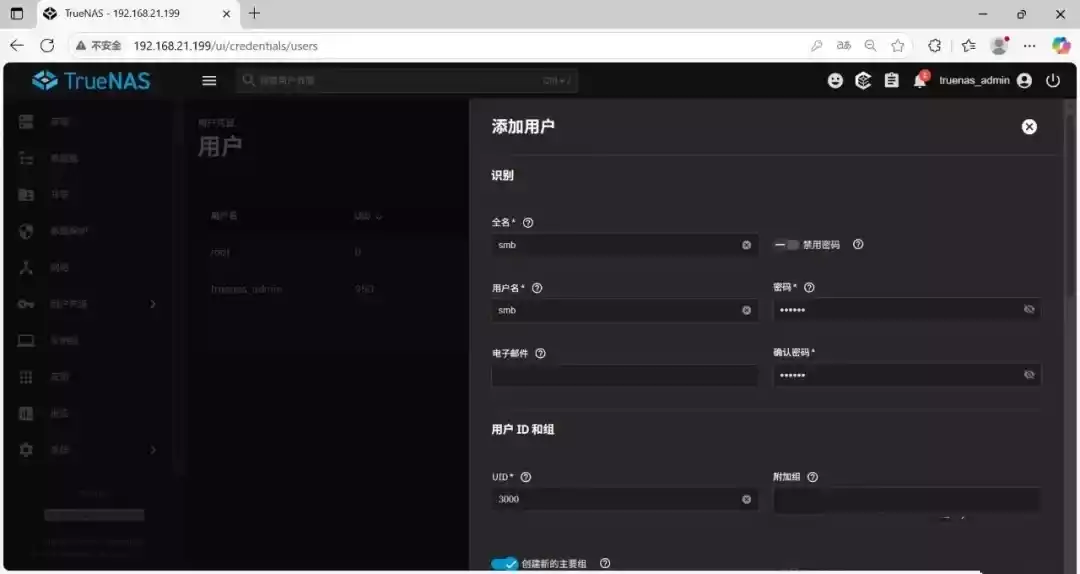 TrueNAS - 192.168.21.199
不安全 192.168.21.199/ui/credentials/users
TrueNAS
truenas_admin
添加用户
用户
识别
全名*
smb
禁用密码
用户名*
密码*
smb
••••••
电子邮件
确认密码*
••••••
用户 ID 和组
UID*
附加组
3000
创建新的主要组
用户名
UID
root
0
truenas_admin
950